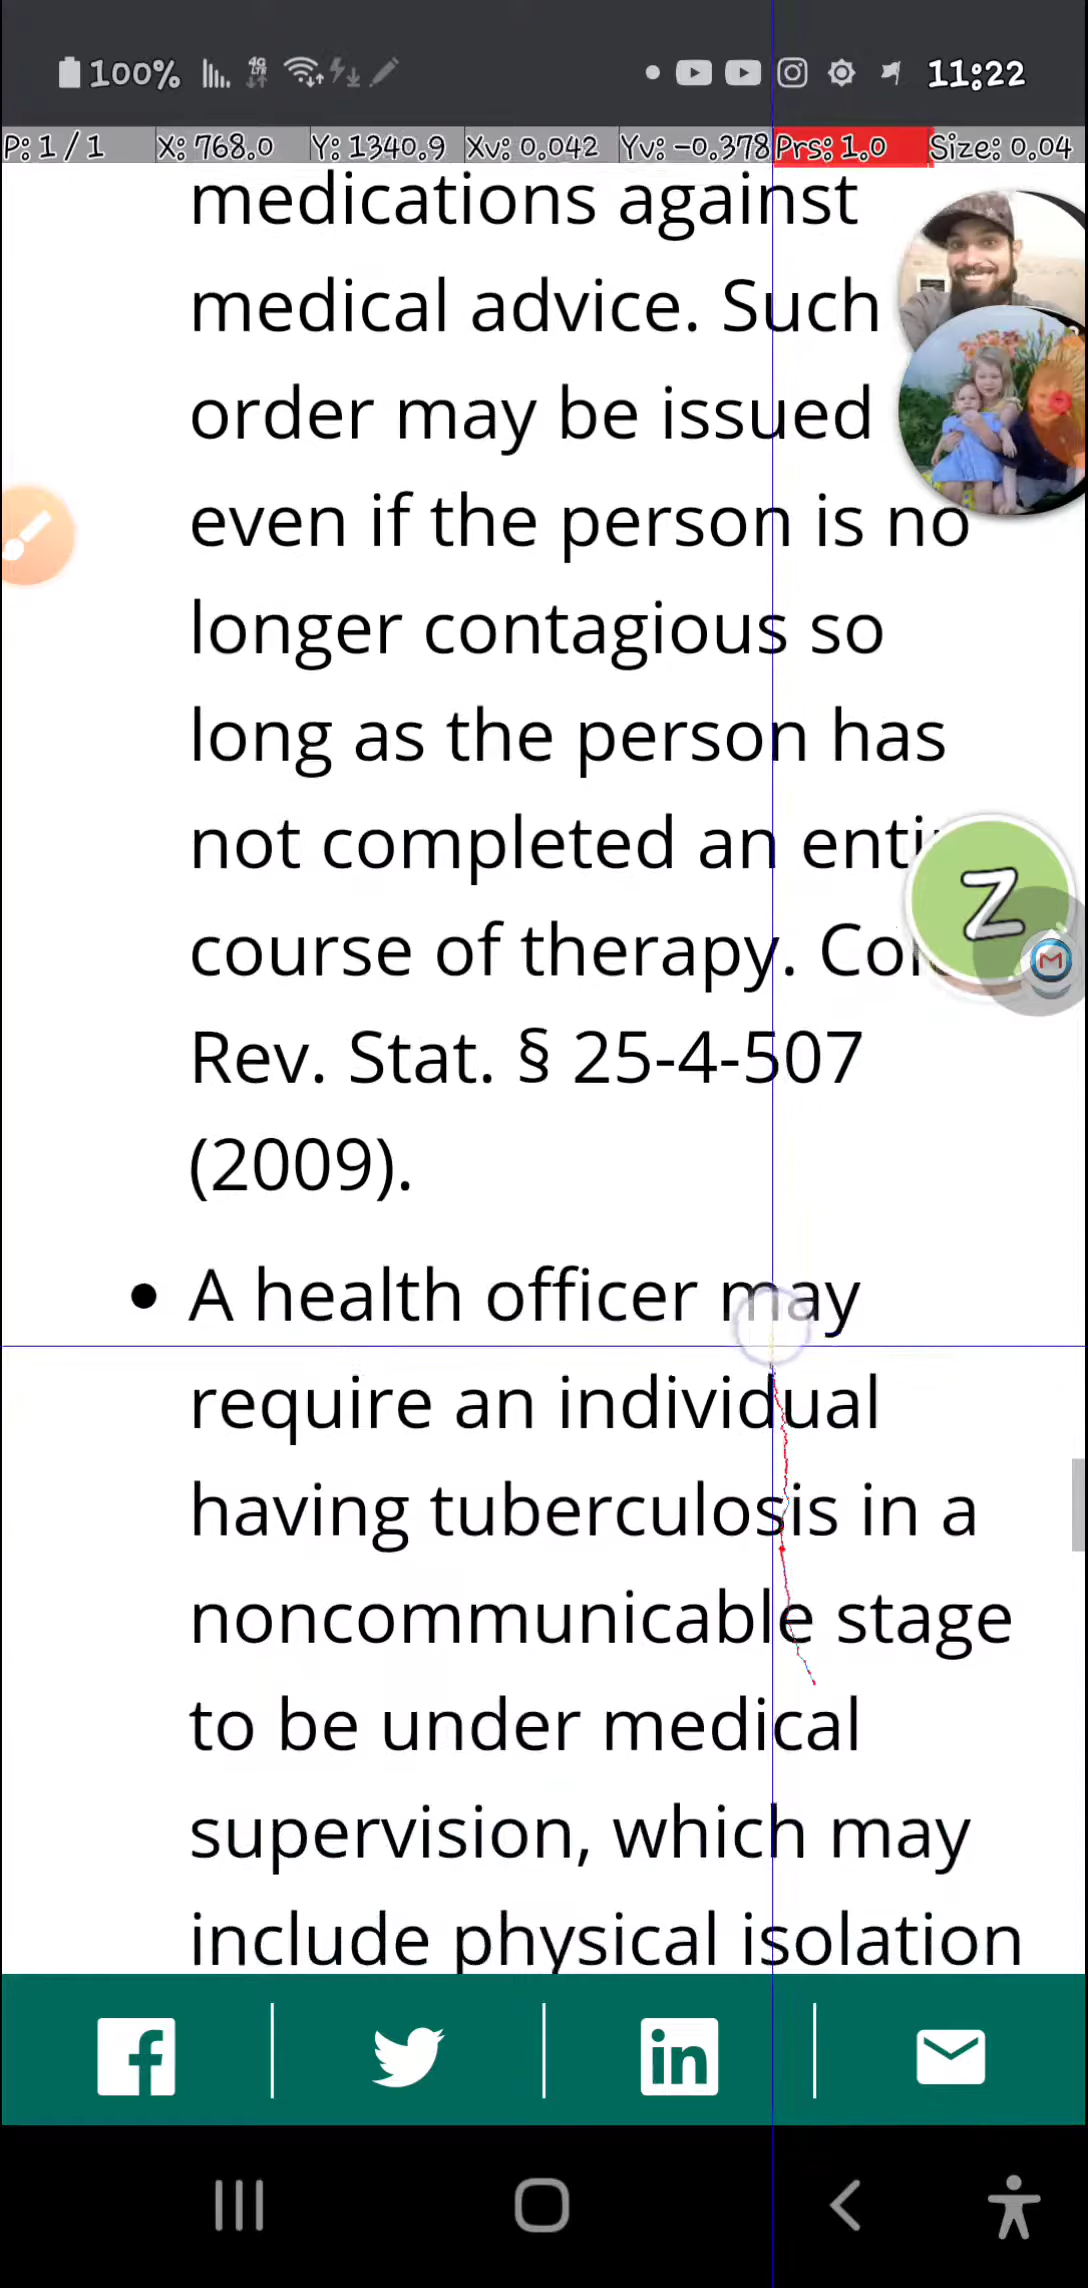 100% 4G LTE 11:22
P: 1 / 1 X: 768.0 Y: 1340.9 Xv: 0.042 Yv: -0.378 Prs: 1.0 Size: 0.04
medications against
medical advice. Such
order may be issued
even if the person is no
longer contagious so
long as the person has
not completed an
Z
course of therapy.
M
Rev. Stat. § 25-4-507
(2009).
• A health officer may
require an individual
having tuberculosis in a
noncommunicable stage
to be under medical
supervision, which may
include physical isolation
f in